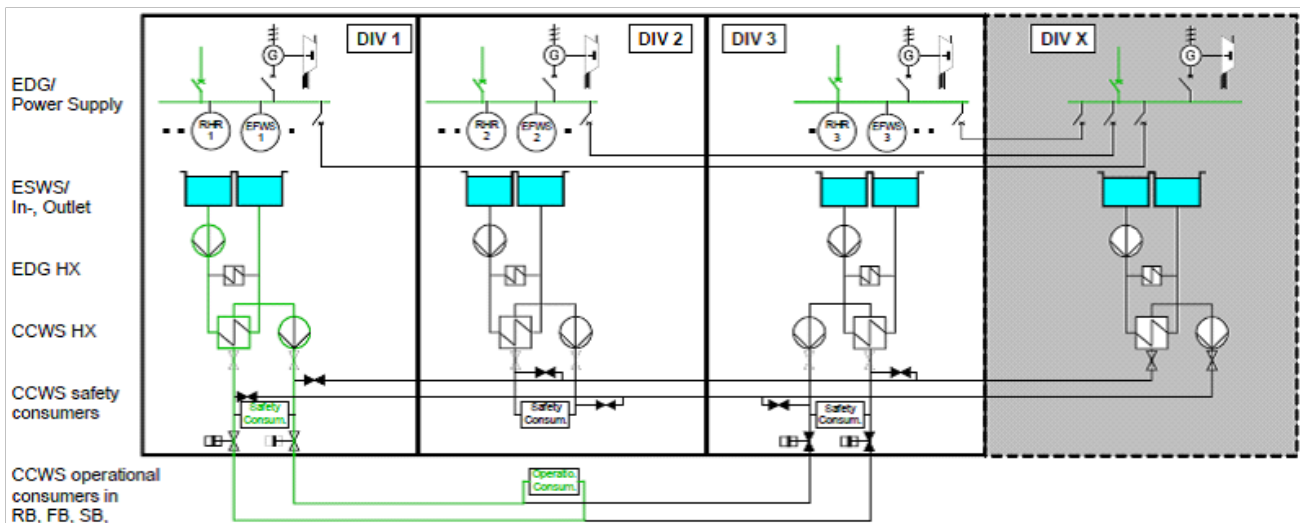 DIV 1
DIV 2
DIV 3
DIV X
G
G
G
G
EDG/
Power Supply
RHR
1
EFWS
1
RHR
2
EFWS
2
RHR
3
EFWS
3
ESWS/
In-, Outlet
EDG HX
CCWS HX
CCWS safety
consumers
Safety
Consum.
Safety
Consum.
Safety
Consum.
CCWS operational
consumers in
RB, FB, SB,
Operatio.
Consum.